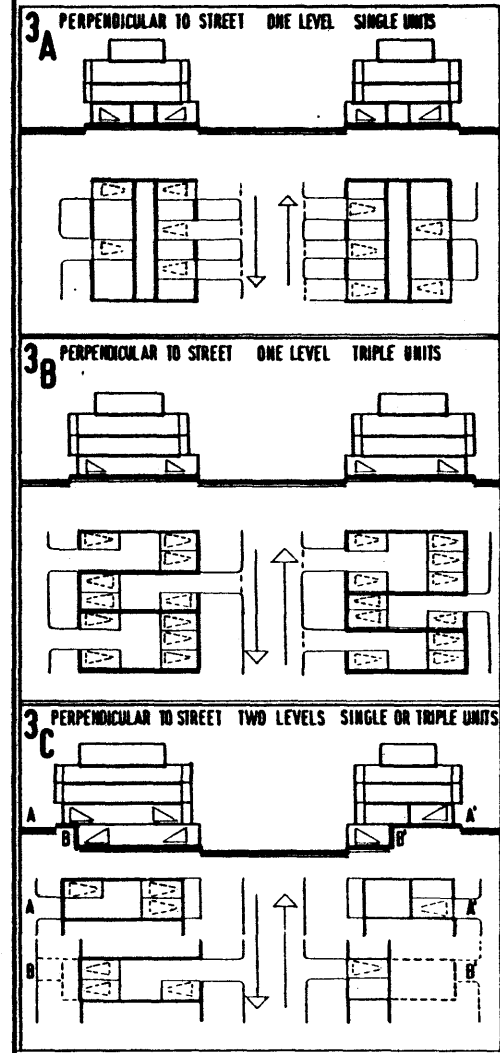 3A PERPENDICULAR TO STREET ONE LEVEL SINGLE UNITS
3B PERPENDICULAR TO STREET ONE LEVEL TRIPLE UNITS
3C PERPENDICULAR TO STREET TWO LEVELS SINGLE OR TRIPLE UNITS
A A'
B B'
A A'
B B'